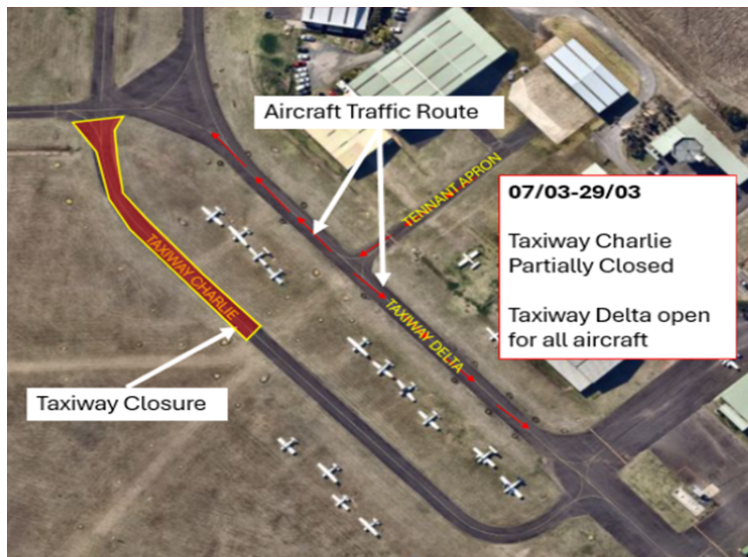 Aircraft Traffic Route
TENNANT APRON
07/03-29/03
Taxiway Charlie
Partially Closed
Taxiway Delta open
for all aircraft
TAXIWAY CHARLIE
TAXIWAY DELTA
Taxiway Closure